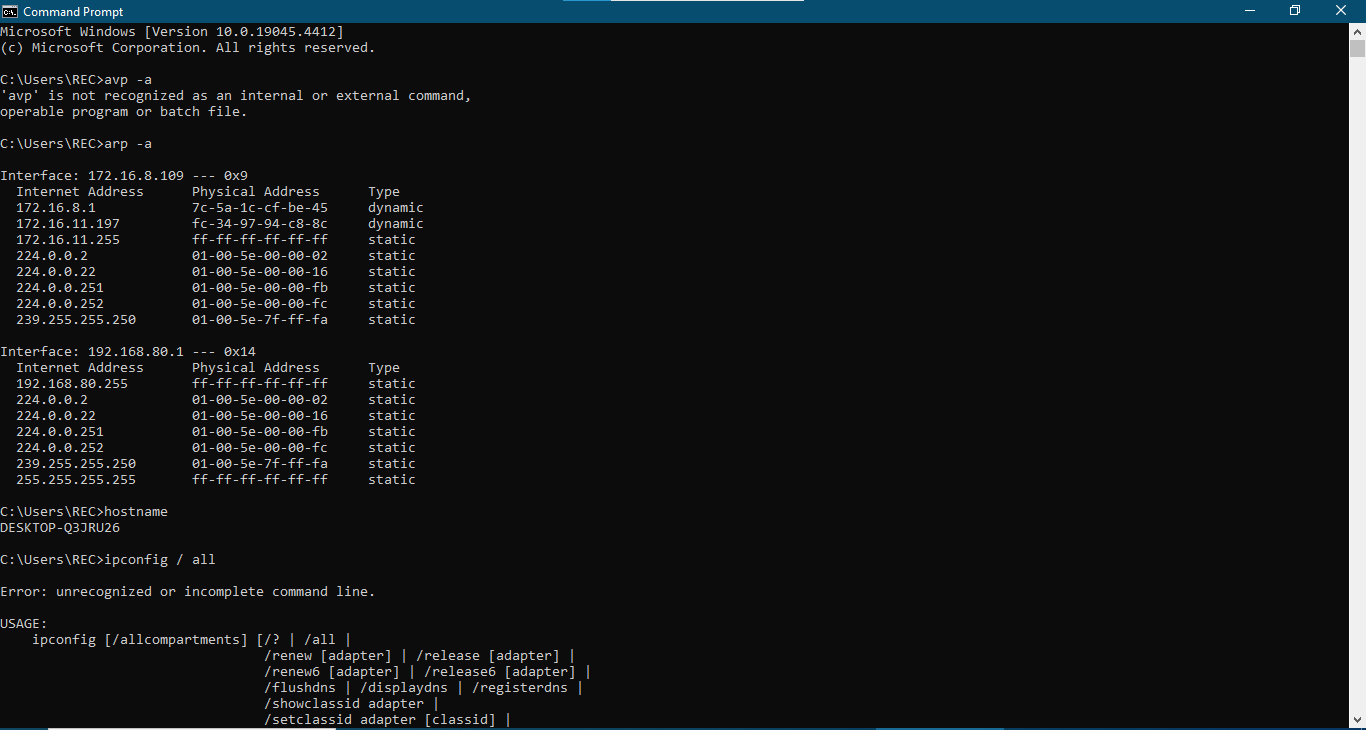 Command Prompt
Microsoft Windows [Version 10.0.19045.4412]
(c) Microsoft Corporation. All rights reserved.
C:\Users\REC>avp -a
'avp' is not recognized as an internal or external command,
operable program or batch file.
C:\Users\REC>arp -a
Interface: 172.16.8.109 --- 0x9
  Internet Address      Physical Address      Type
  172.16.8.1            7c-5a-1c-cf-be-45     dynamic
  172.16.11.197         fc-34-97-94-c8-8c     dynamic
  172.16.11.255         ff-ff-ff-ff-ff-ff     static
  224.0.0.2             01-00-5e-00-00-02     static
  224.0.0.22            01-00-5e-00-00-16     static
  224.0.0.251           01-00-5e-00-00-fb     static
  224.0.0.252           01-00-5e-00-00-fc     static
  239.255.255.250       01-00-5e-7f-ff-fa     static
Interface: 192.168.80.1 --- 0x14
  Internet Address      Physical Address      Type
  192.168.80.255        ff-ff-ff-ff-ff-ff     static
  224.0.0.2             01-00-5e-00-00-02     static
  224.0.0.22            01-00-5e-00-00-16     static
  224.0.0.251           01-00-5e-00-00-fb     static
  224.0.0.252           01-00-5e-00-00-fc     static
  239.255.255.250       01-00-5e-7f-ff-fa     static
  255.255.255.255       ff-ff-ff-ff-ff-ff     static
C:\Users\REC>hostname
DESKTOP-Q3JRU26
C:\Users\REC>ipconfig / all
Error: unrecognized or incomplete command line.
USAGE:
    ipconfig [/allcompartments] [/? | /all |
                                 /renew [adapter] | /release [adapter] |
                                 /renew6 [adapter] | /release6 [adapter] |
                                 /flushdns | /displaydns | /registerdns |
                                 /showclassid adapter |
                                 /setclassid adapter [classid] |